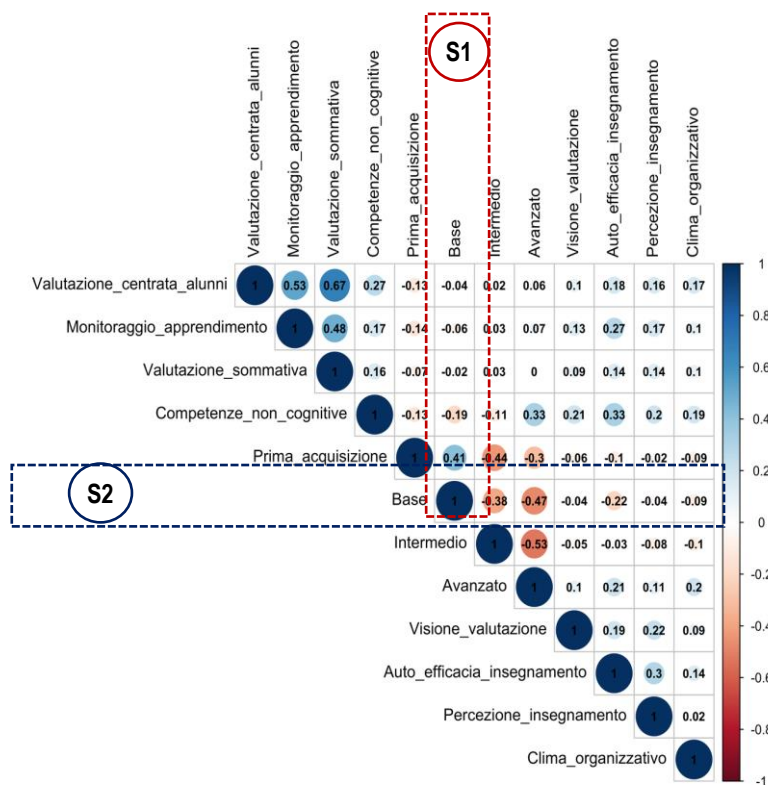 S1
Valutazione_centrata_alunni
Monitoraggio_apprendimento
Valutazione_sommativa
Competenze_non_cognitive
Prima_acquisizione
Base
Intermedio
Avanzato
Visione_valutazione
Auto_efficacia_insegnamento
Percezione_insegnamento
Clima_organizzativo
Valutazione_centrata_alunni 1 0.53 0.67 0.27 -0.13 -0.04 0.02 0.06 0.1 0.18 0.16 0.17
Monitoraggio_apprendimento 1 0.48 0.17 -0.14 -0.06 0.03 0.07 0.13 0.27 0.17 0.1
Valutazione_sommativa 1 0.16 -0.07 -0.02 0.03 0 0.09 0.14 0.14 0.1
Competenze_non_cognitive 1 -0.13 -0.19 -0.11 0.33 0.21 0.33 0.2 0.19
Prima_acquisizione 1 0.41 -0.44 -0.3 -0.06 -0.1 -0.02 -0.09
S2
Base 1 -0.38 -0.47 -0.04 -0.22 -0.04 -0.09
Intermedio 1 -0.53 -0.05 -0.03 -0.08 -0.1
Avanzato 1 0.1 0.21 0.11 0.2
Visione_valutazione 1 0.19 0.22 0.09
Auto_efficacia_insegnamento 1 0.3 0.14
Percezione_insegnamento 1 0.02
Clima_organizzativo 1
1
0.8
0.6
0.4
0.2
0
-0.2
-0.4
-0.6
-0.8
-1